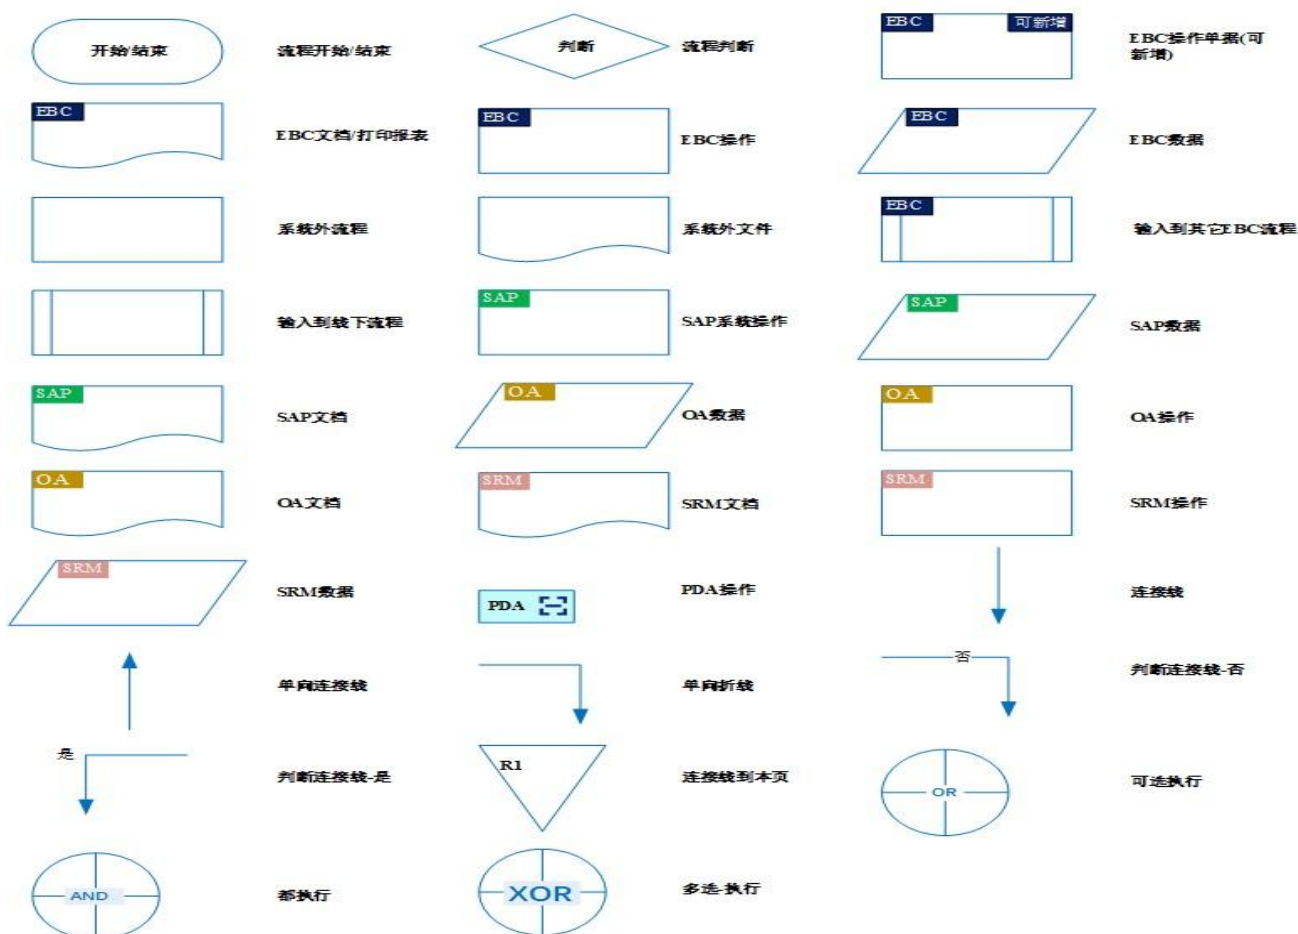 开始/结束
流程开始/结束
判断
流程判断
EBC 可新增
EBC操作单据(可
新增)
EBC
EBC文档/打印报表
EBC
EBC操作
EBC
EBC数据
系统外流程
系统外文件
EBC
输入到其它EBC流程
输入到线下流程
SAP
SAP系统操作
SAP
SAP数据
SAP
SAP文档
OA
OA数据
OA
OA操作
OA
OA文档
SRM
SRM文档
SRM
SRM操作
SRM
SRM数据
PDA
PDA操作
连接线
单向连接线
单向折线
否
判断连接线-否
是
判断连接线-是
R1
连接线到本页
OR
可选执行
AND
都执行
XOR
多选-执行